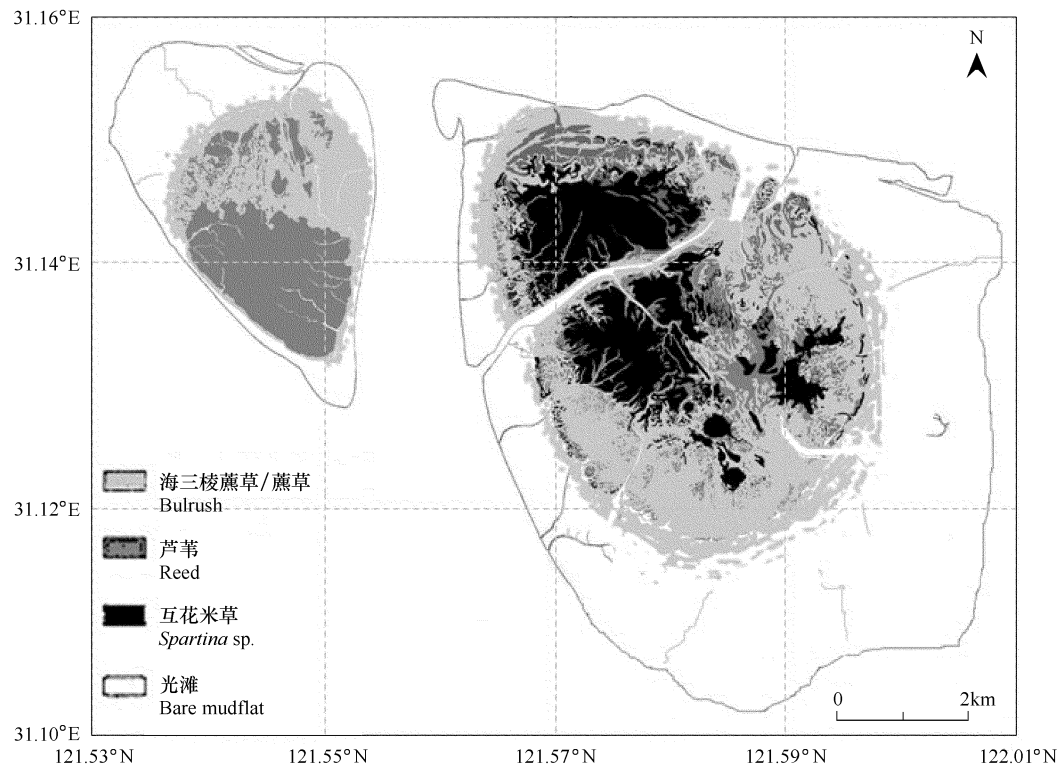 31.16°E
N
31.14°E
海三棱藨草/藨草
Bulrush
31.12°E
芦苇
Reed
互花米草
Spartina sp.
光滩
Bare mudflat
0 2km
31.10°E
121.53°N 121.55°N 121.57°N 121.59°N 122.01°N